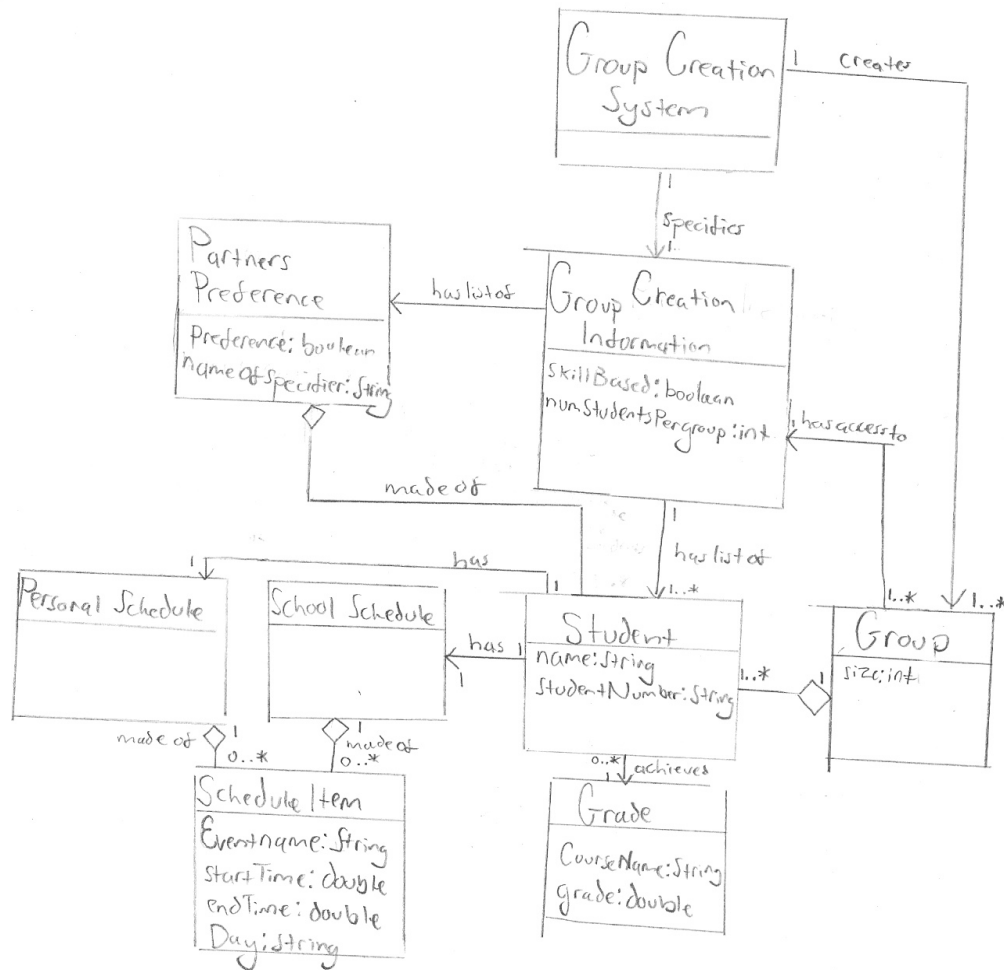 Group Creation
System
1 creates
1
specifies
1..
Partners
Preference
Preference: boolean
nameOfSpecifier: String
has list of
Group Creation
Information
skillBased: boolean
numStudentsPergroup: int
1 has access to
made of
1
has list of
1..*
1 has
1
1..* 1..*
Personal Schedule
School Schedule
has 1
1
Student
name: String
studentNumber: String
1..* 1
Group
size: int
made of 1
0..*
1
made of
0..*
0..* achieves
1
Schedule Item
Eventname: String
startTime: double
endTime: double
Day: String
Grade
CourseName: String
grade: double